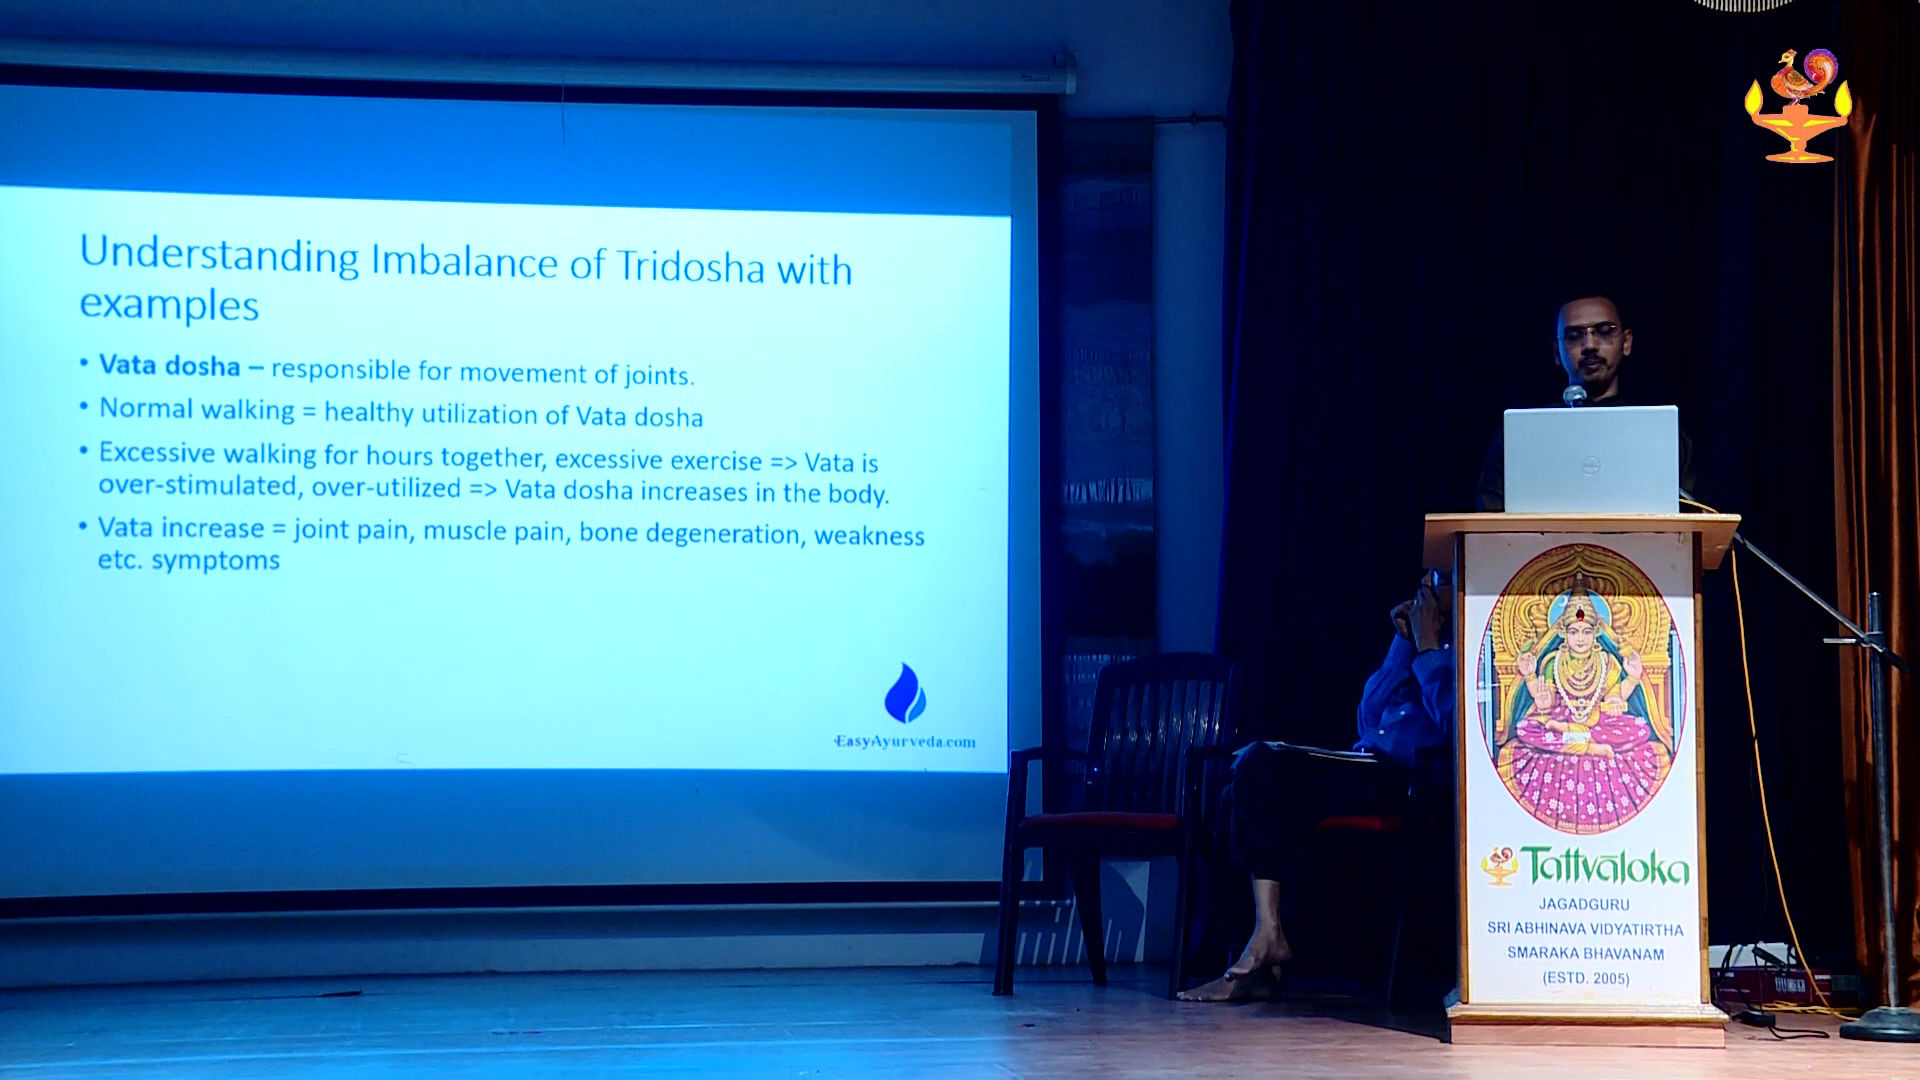 Understanding Imbalance of Tridosha with
examples
• Vata dosha – responsible for movement of joints.
• Normal walking = healthy utilization of Vata dosha
• Excessive walking for hours together, excessive exercise => Vata is
over-stimulated, over-utilized => Vata dosha increases in the body.
• Vata increase = joint pain, muscle pain, bone degeneration, weakness
etc. symptoms
EasyAyurveda.com
DELL
Tattvāloka
JAGADGURU
SRI ABHINAVA VIDYATIRTHA
SMARAKA BHAVANAM
(ESTD. 2005)